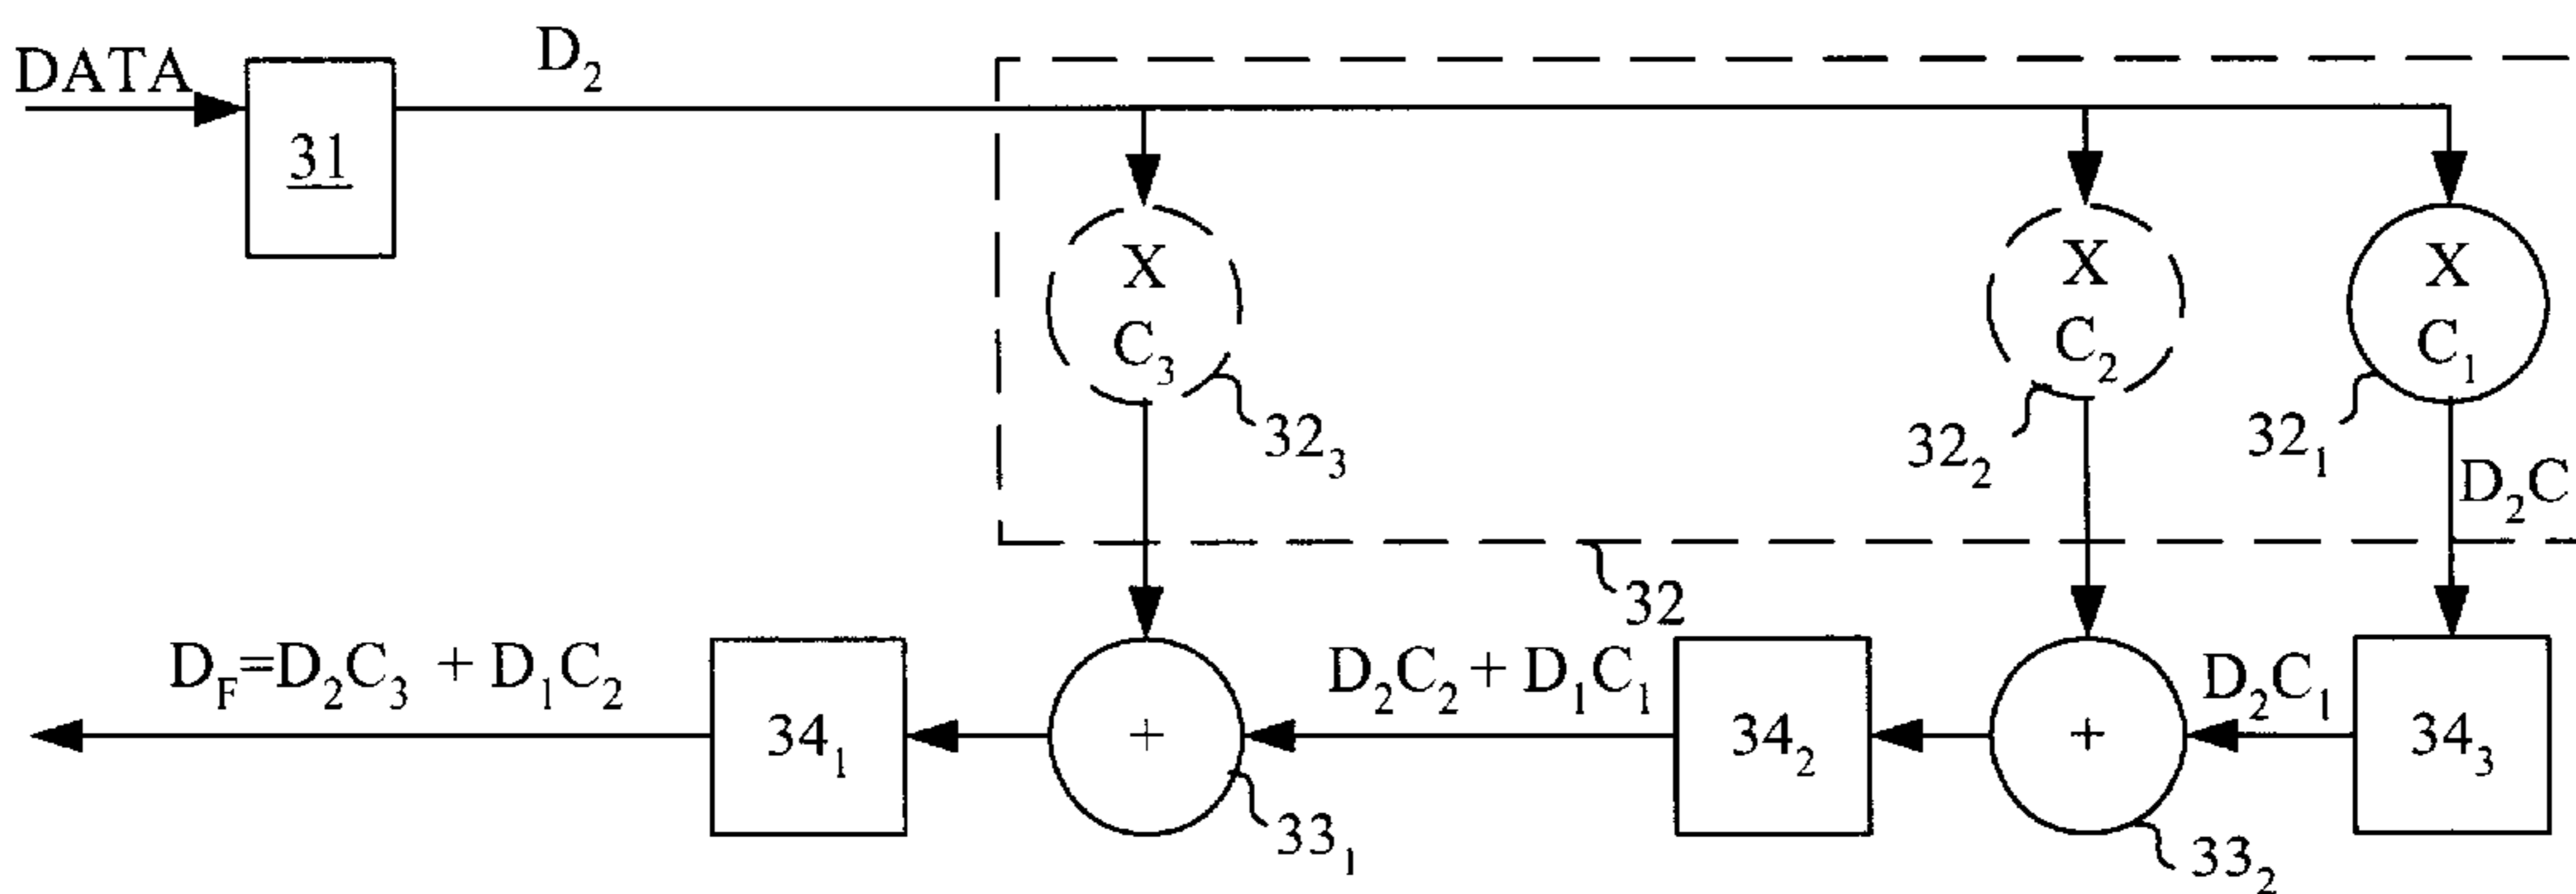 DATA
D₂
31
X
C₃
X
C₂
X
C₁
32₃
32₂
32₁
D₂C
32
D_F=D₂C₃ + D₁C₂
34₁
+
D₂C₂ + D₁C₁
34₂
+
D₂C₁
34₃
33₁
33₂